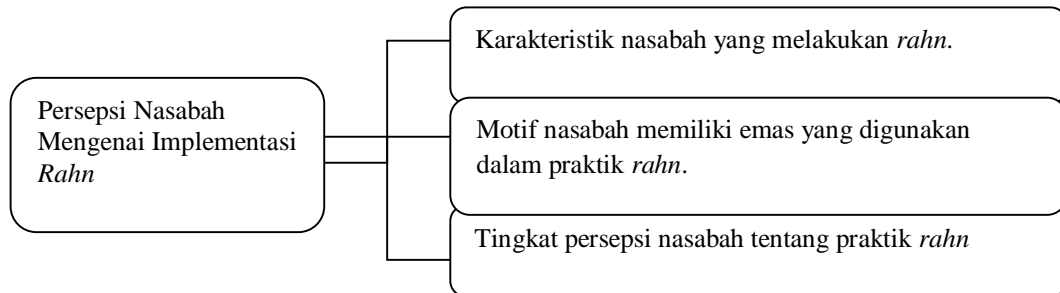 Persepsi Nasabah
Mengenai Implementasi
Rahn
Karakteristik nasabah yang melakukan rahn.
Motif nasabah memiliki emas yang digunakan
dalam praktik rahn.
Tingkat persepsi nasabah tentang praktik rahn